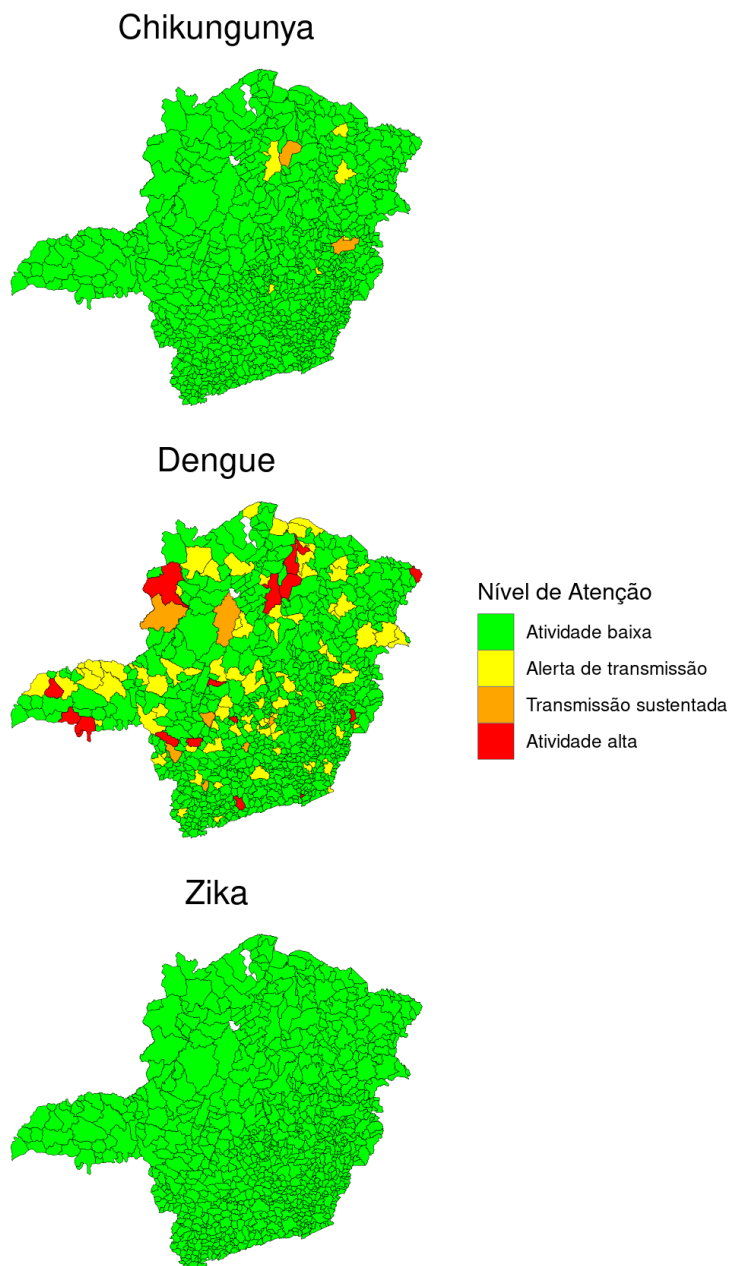 Chikungunya
Dengue
Nível de Atenção
Atividade baixa
Alerta de transmissão
Transmissão sustentada
Atividade alta
Zika